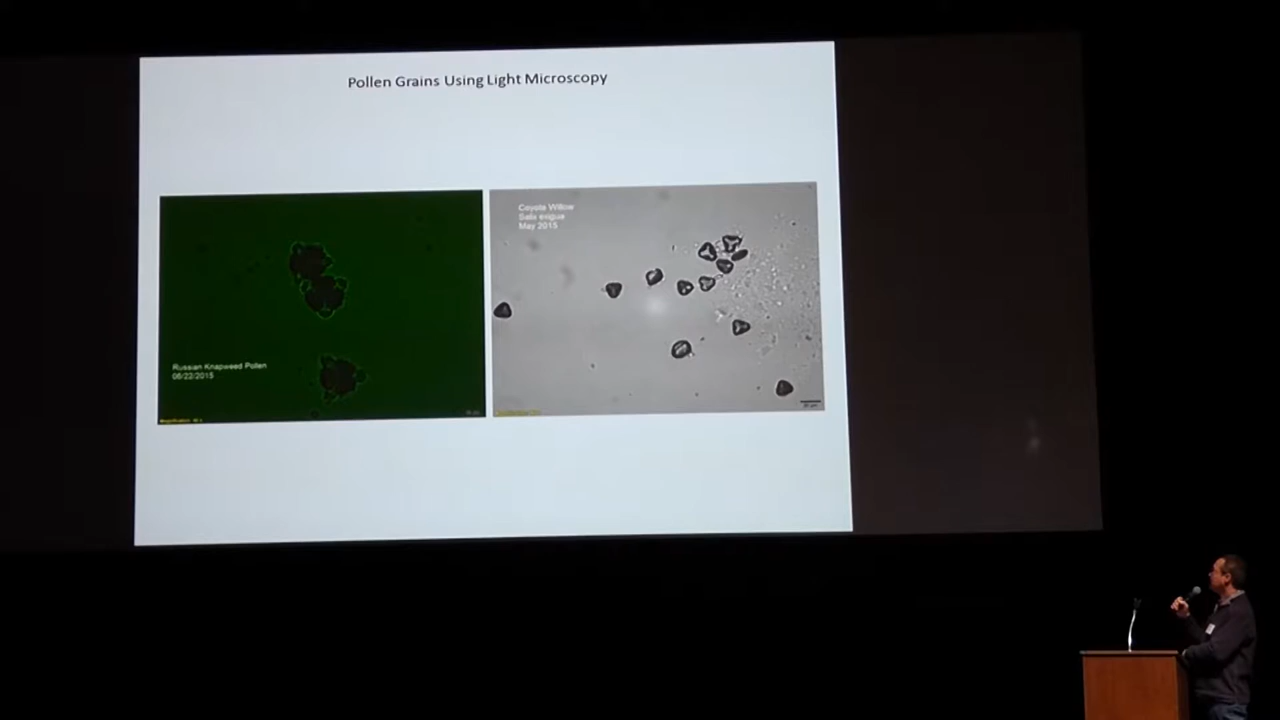 Pollen Grains Using Light Microscopy
Coyote Willow
Salix exigua
May 2015
Russian Knapweed Pollen
06/22/2015